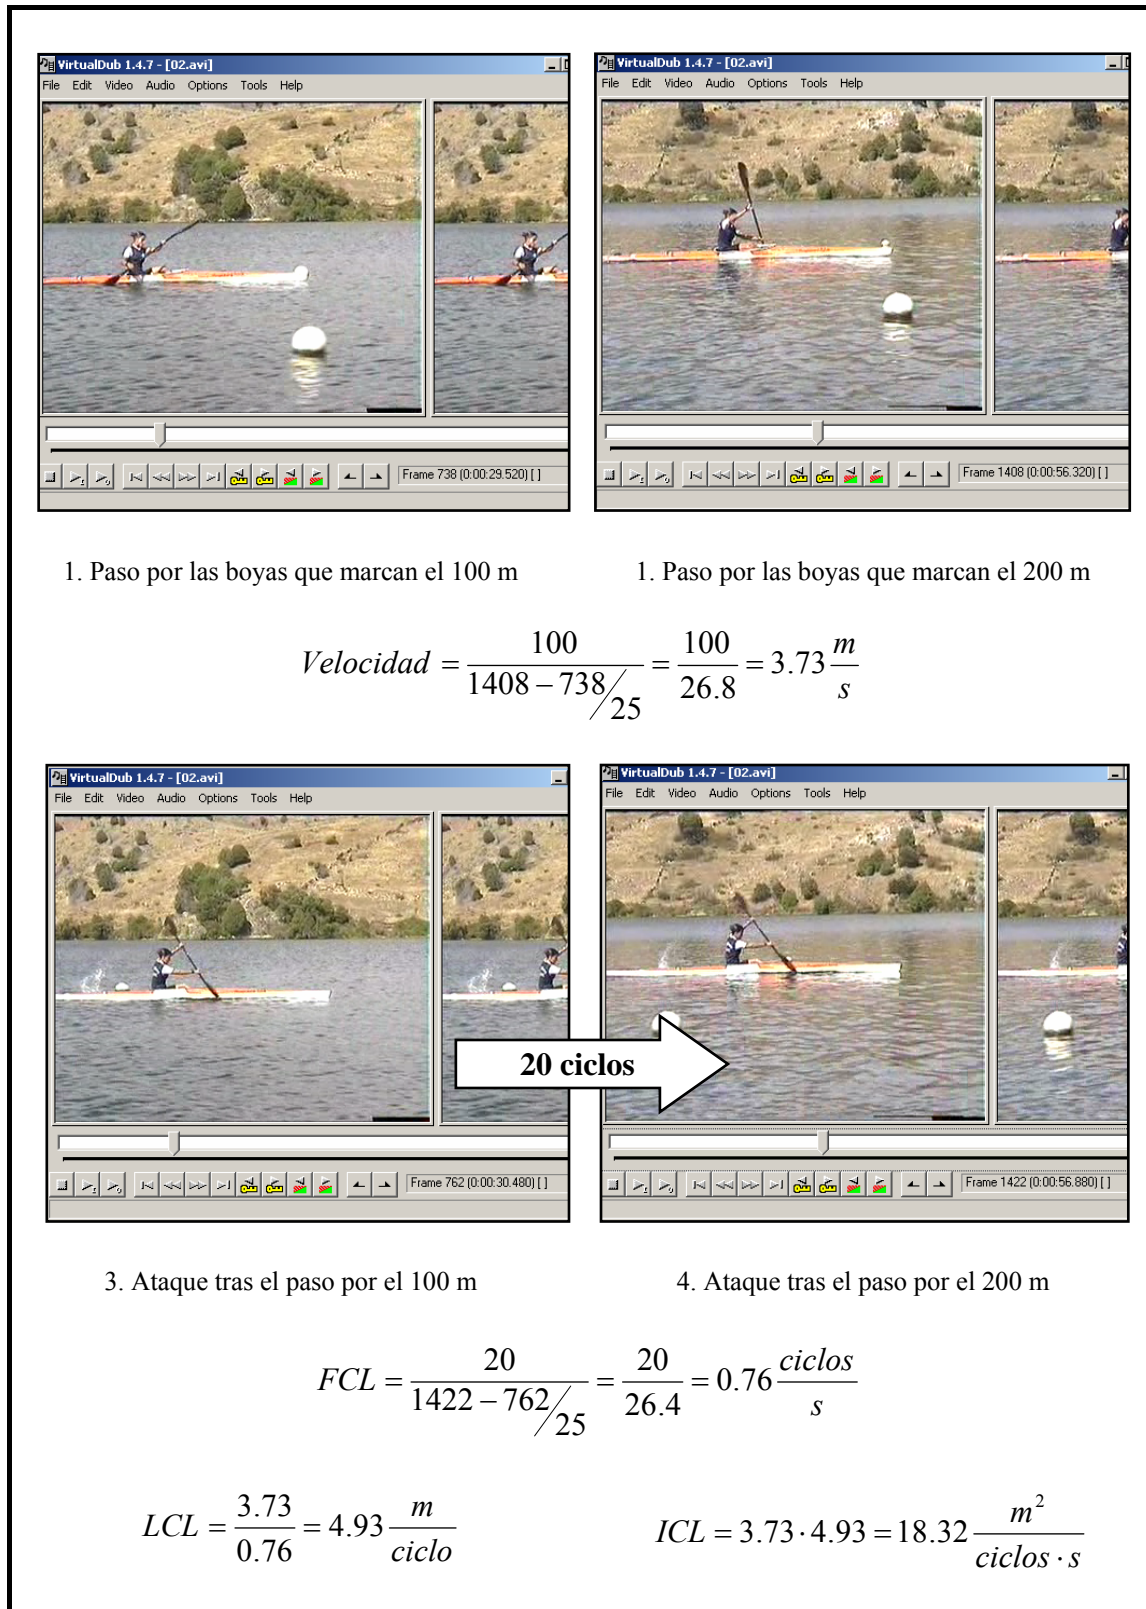 VirtualDub 1.4.7 - [02.avi]
File Edit Video Audio Options Tools Help
Frame 738 (0:00:29.520) [ ]
VirtualDub 1.4.7 - [02.avi]
File Edit Video Audio Options Tools Help
Frame 1408 (0:00:56.320) [ ]
1. Paso por las boyas que marcan el 100 m
1. Paso por las boyas que marcan el 200 m
Velocidad = 100 / (1408 − 738 / 25) = 100 / 26.8 = 3.73 m / s
VirtualDub 1.4.7 - [02.avi]
File Edit Video Audio Options Tools Help
Frame 762 (0:00:30.480) [ ]
VirtualDub 1.4.7 - [02.avi]
File Edit Video Audio Options Tools Help
Frame 1422 (0:00:56.880) [ ]
20 ciclos
3. Ataque tras el paso por el 100 m
4. Ataque tras el paso por el 200 m
FCL = 20 / (1422 − 762 / 25) = 20 / 26.4 = 0.76 ciclos / s
LCL = 3.73 / 0.76 = 4.93 m / ciclo
ICL = 3.73 · 4.93 = 18.32 m² / ciclos · s